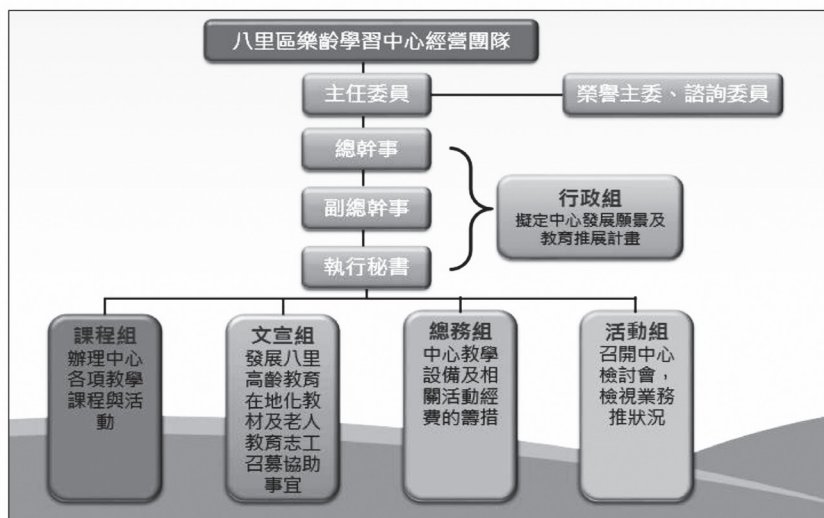 八里區樂齡學習中心經營團隊
主任委員
榮譽主委、諮詢委員
總幹事
副總幹事
執行秘書
行政組
擬定中心發展願景及
教育推展計畫
課程組
辦理中心
各項教學
課程與活
動
文宣組
發展八里
高齡教育
在地化教
材及老人
教育志工
召募協助
事宜
總務組
中心教學
設備及相
關活動經
費的籌措
活動組
召開中心
檢討會，
檢視業務
推狀況